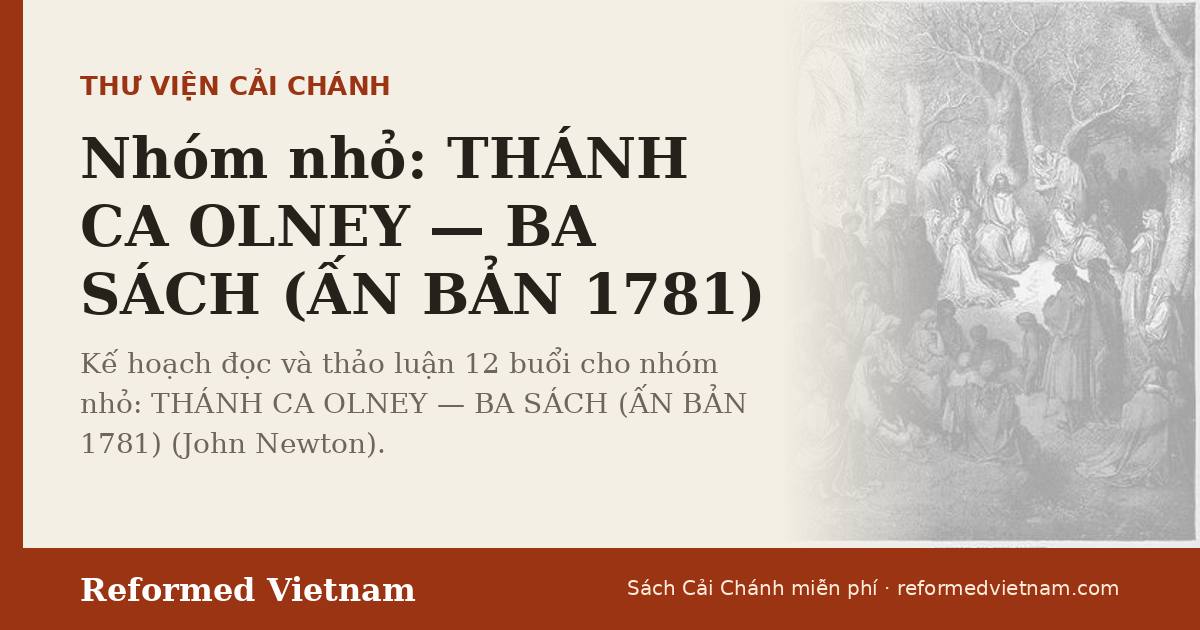 THƯ VIỆN CẢI CHÁNH
Nhóm nhỏ: THÁNH
CA OLNEY — BA
SÁCH (ẤN BẢN 1781)
Kế hoạch đọc và thảo luận 12 buổi cho nhóm
nhỏ: THÁNH CA OLNEY — BA SÁCH (ẤN BẢN
1781) (John Newton).
Reformed Vietnam
Sách Cải Chánh miễn phí · reformedvietnam.com